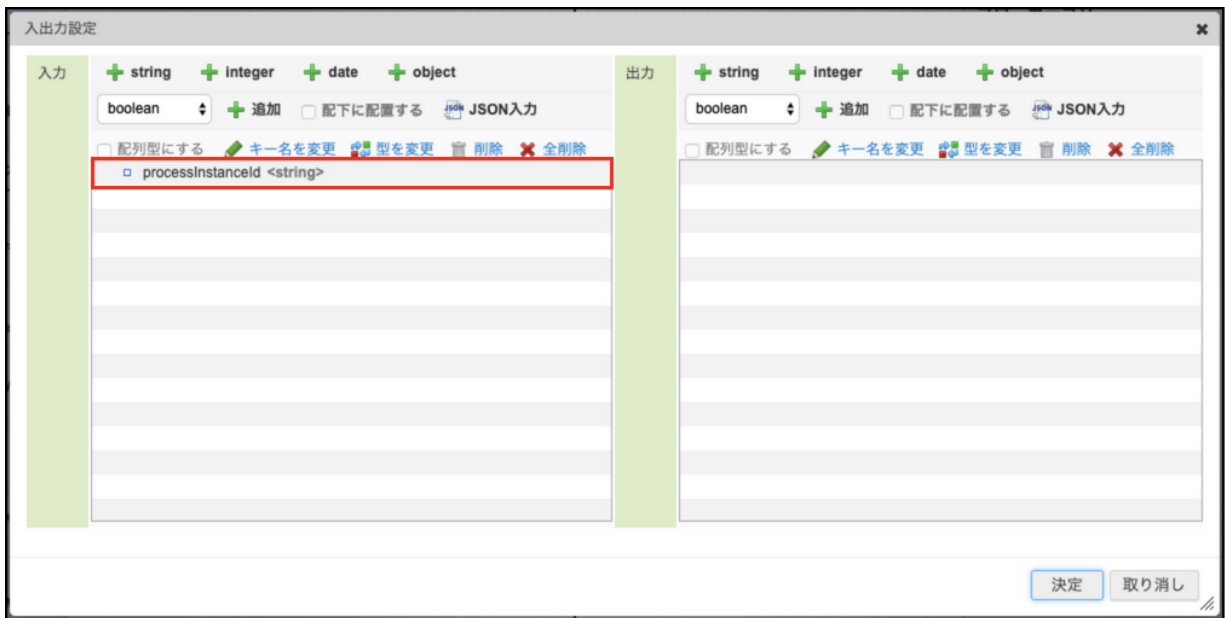 入出力設定
入力 string integer date object
boolean 追加 配下に配置する JSON入力
配列型にする キー名を変更 型を変更 削除 全削除
processInstanceId <string>
出力 string integer date object
boolean 追加 配下に配置する JSON入力
配列型にする キー名を変更 型を変更 削除 全削除
決定 取り消し